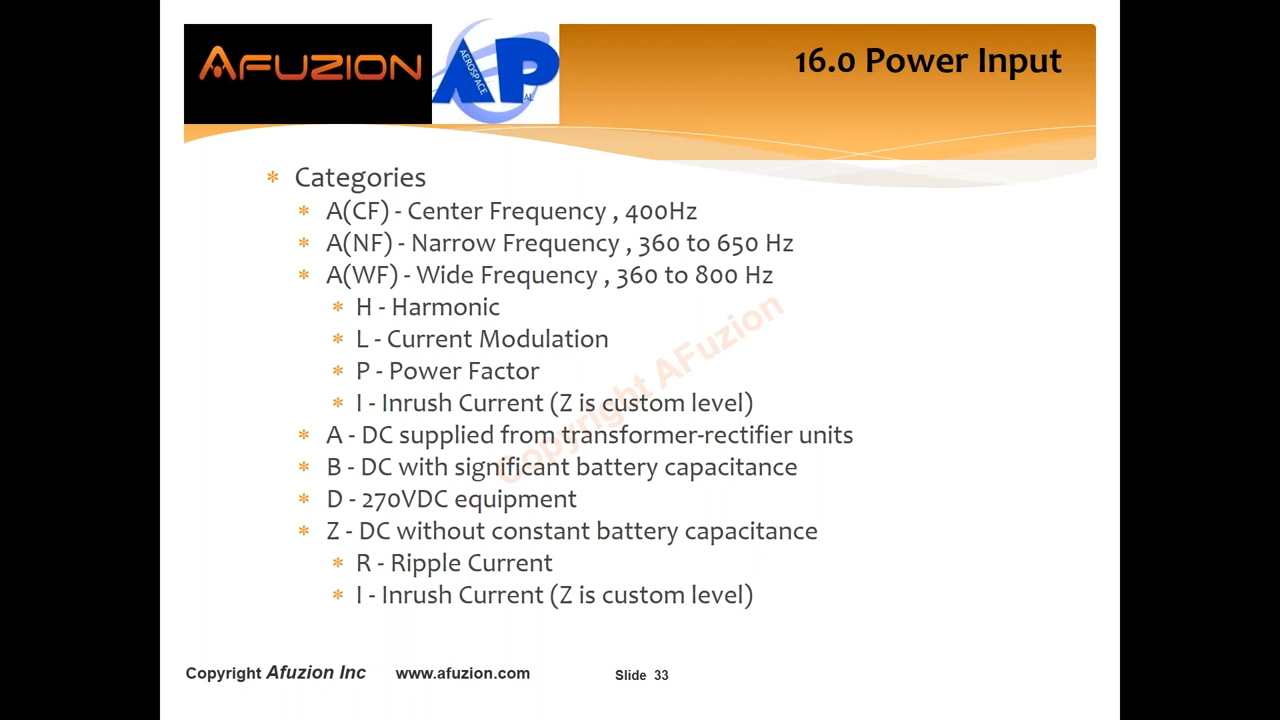 AFUZION
AEROSPACE
AP
AL
16.0 Power Input
Categories
A(CF) - Center Frequency , 400Hz
A(NF) - Narrow Frequency , 360 to 650 Hz
A(WF) - Wide Frequency , 360 to 800 Hz
H - Harmonic
L - Current Modulation
P - Power Factor
I - Inrush Current (Z is custom level)
A - DC supplied from transformer-rectifier units
B - DC with significant battery capacitance
D - 270VDC equipment
Z - DC without constant battery capacitance
R - Ripple Current
I - Inrush Current (Z is custom level)
Copyright AFuzion
Copyright Afuzion Inc www.afuzion.com Slide 33